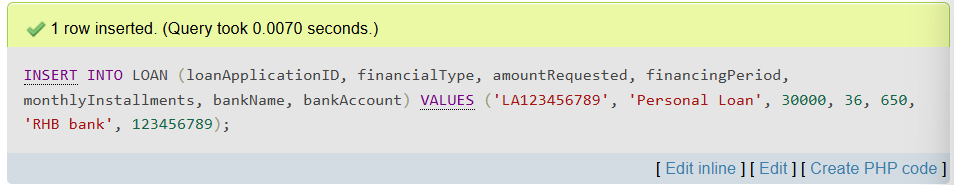 1 row inserted. (Query took 0.0070 seconds.)
INSERT INTO LOAN (loanApplicationID, financialType, amountRequested, financingPeriod,
monthlyInstallments, bankName, bankAccount) VALUES ('LA123456789', 'Personal Loan', 30000, 36, 650,
'RHB bank', 123456789);
[ Edit inline ] [ Edit ] [ Create PHP code ]